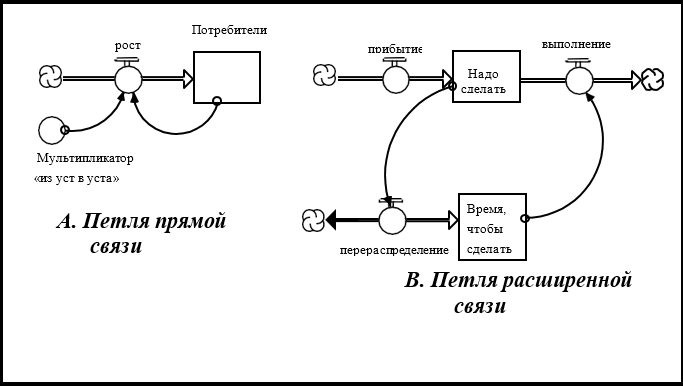 Потребители
рост
Мультипликатор
«из уст в уста»
А. Петля прямой
связи
прибытие
Надо
сделать
выполнение
Время,
чтобы
сделать
перераспределение
В. Петля расширенной
связи